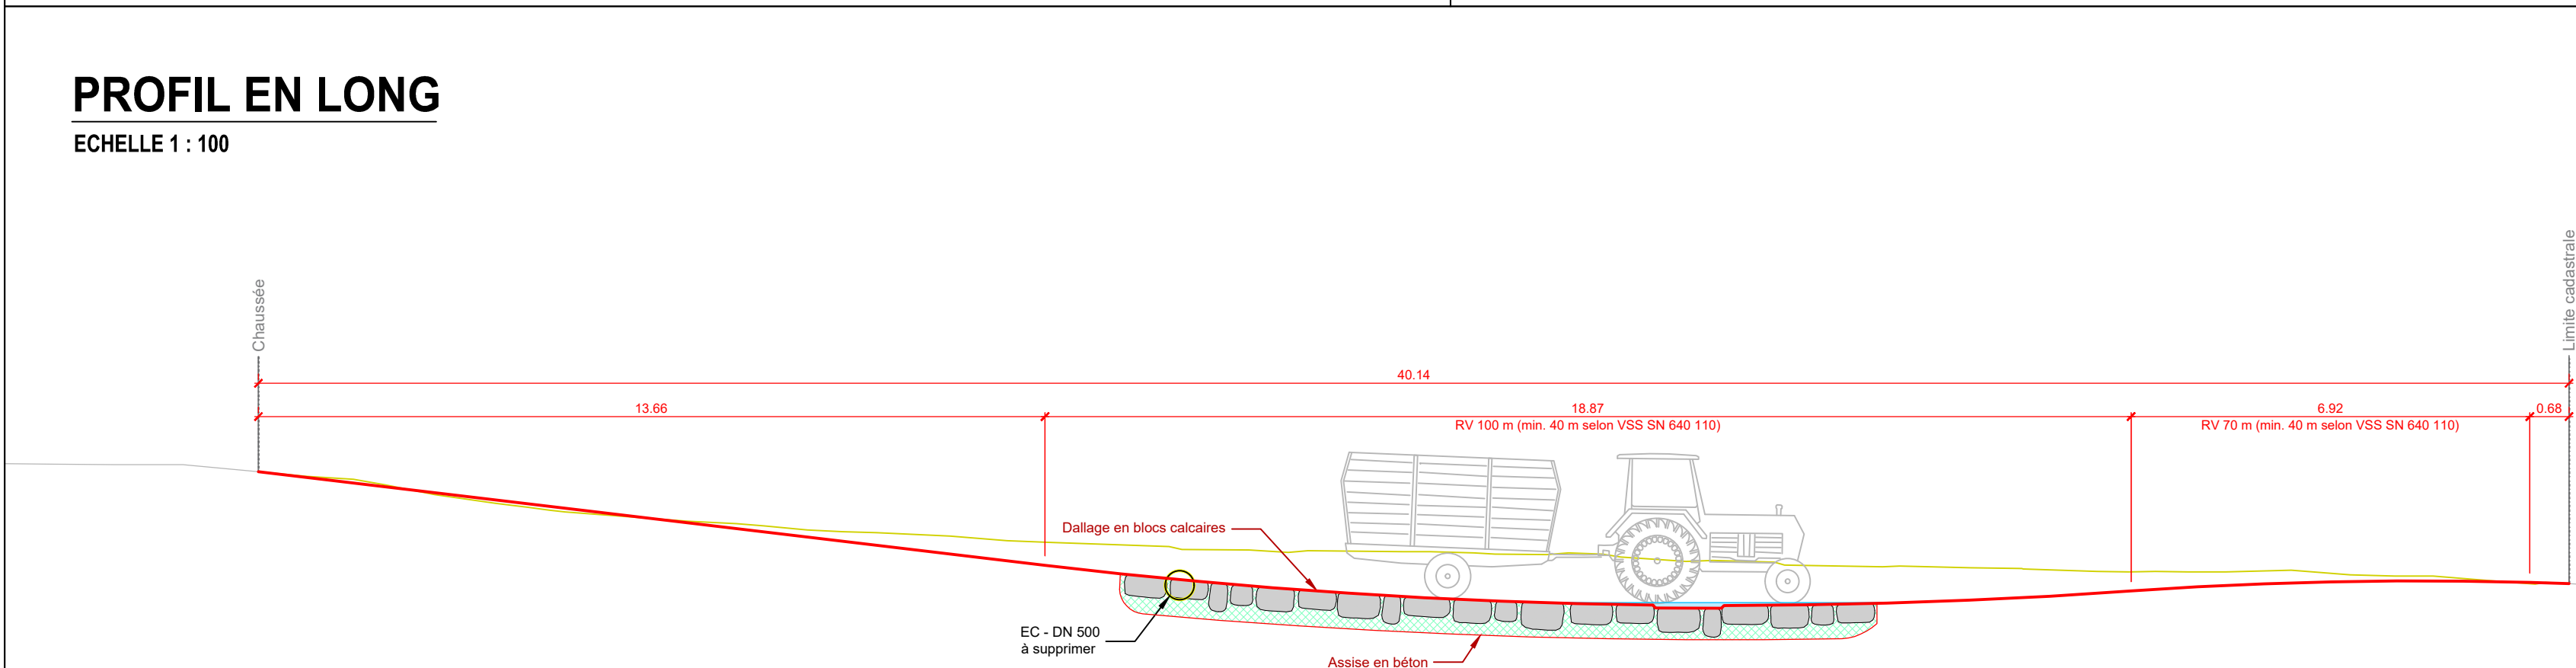 PROFIL EN LONG
ECHELLE 1 : 100
Chaussée
Limite cadastrale
40.14
13.66
18.87
6.92
0.68
RV 100 m (min. 40 m selon VSS SN 640 110)
RV 70 m (min. 40 m selon VSS SN 640 110)
Dallage en blocs calcaires
EC - DN 500
à supprimer
Assise en béton